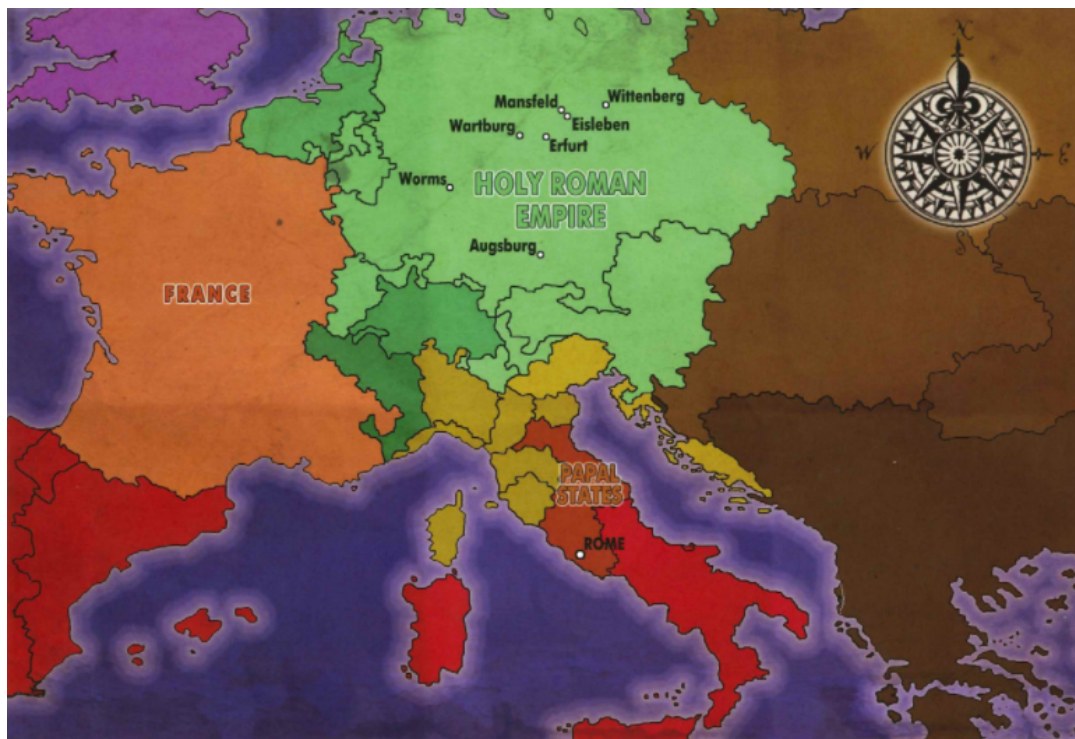 N
W
E
S
Mansfeld
Wittenberg
Eisleben
Wartburg
Erfurt
Worms
HOLY ROMAN
EMPIRE
Augsburg
FRANCE
PAPAL
STATES
ROME